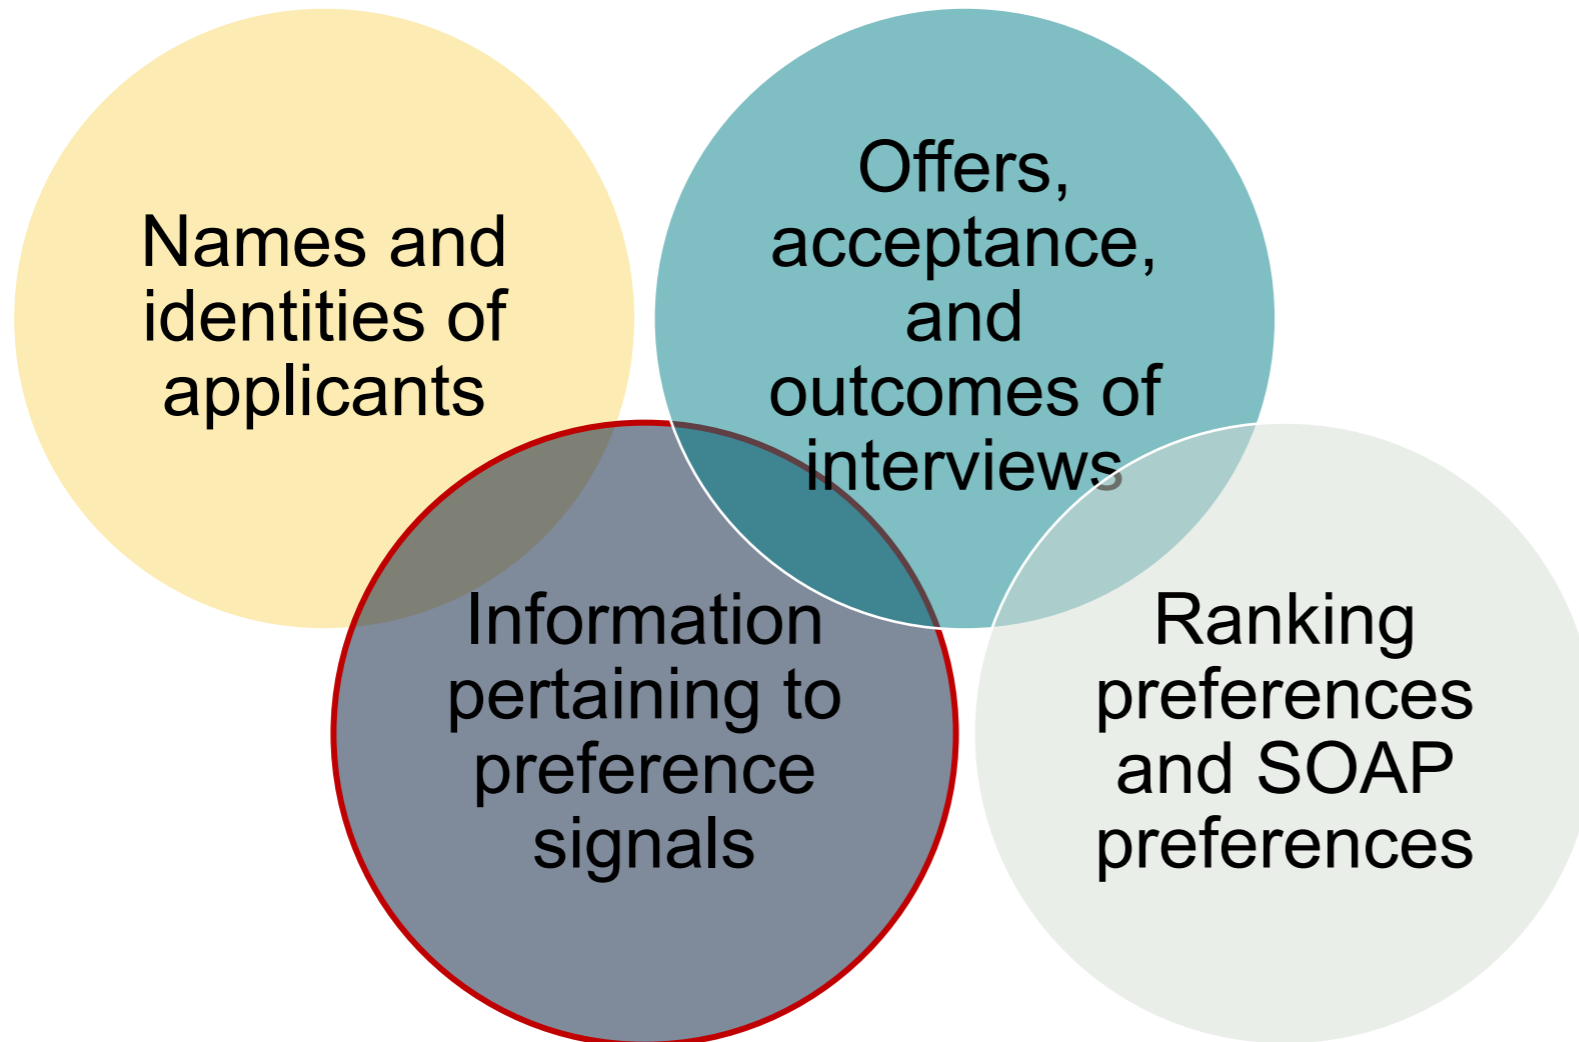 Names and
identities of
applicants
Offers,
acceptance,
and
outcomes of
interviews
Information
pertaining to
preference
signals
Ranking
preferences
and SOAP
preferences